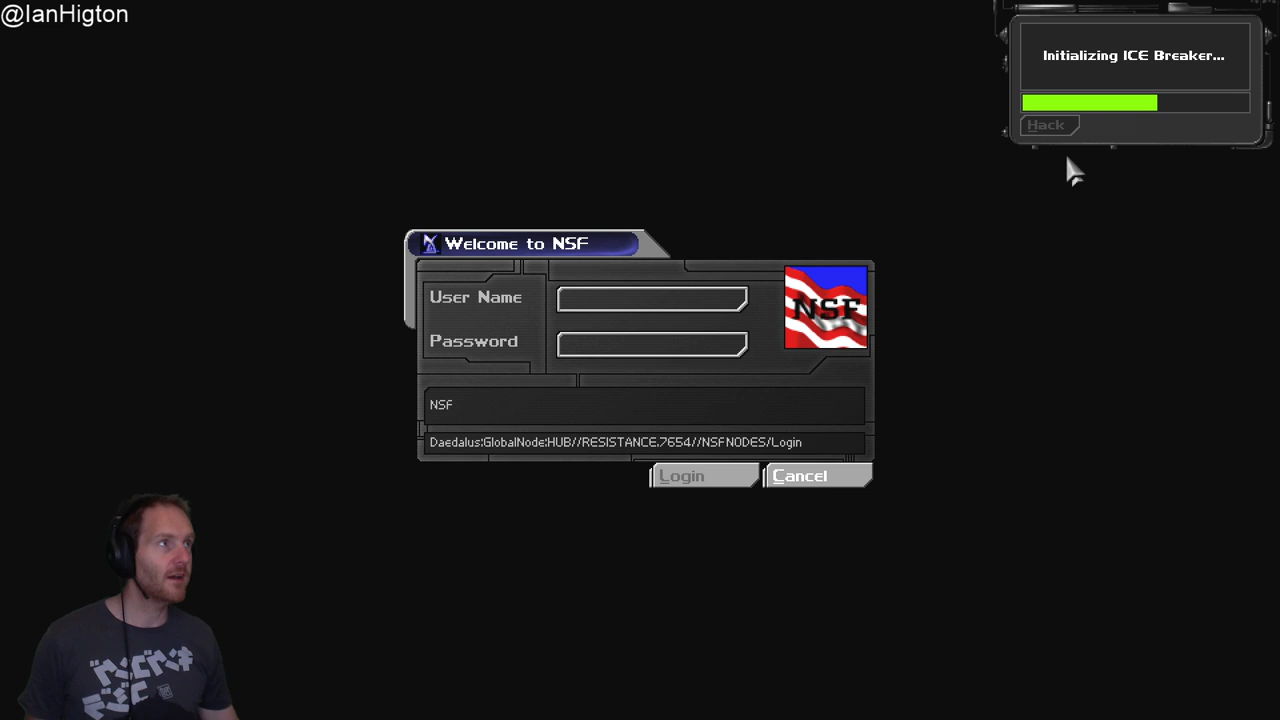 @IanHigton
Initializing ICE Breaker...
Hack
Welcome to NSF
User Name
NSF
Password
NSF
Daedalus:GlobalNode:HUB//RESISTANCE.7654//NSFNODES/Login
Login
Cancel